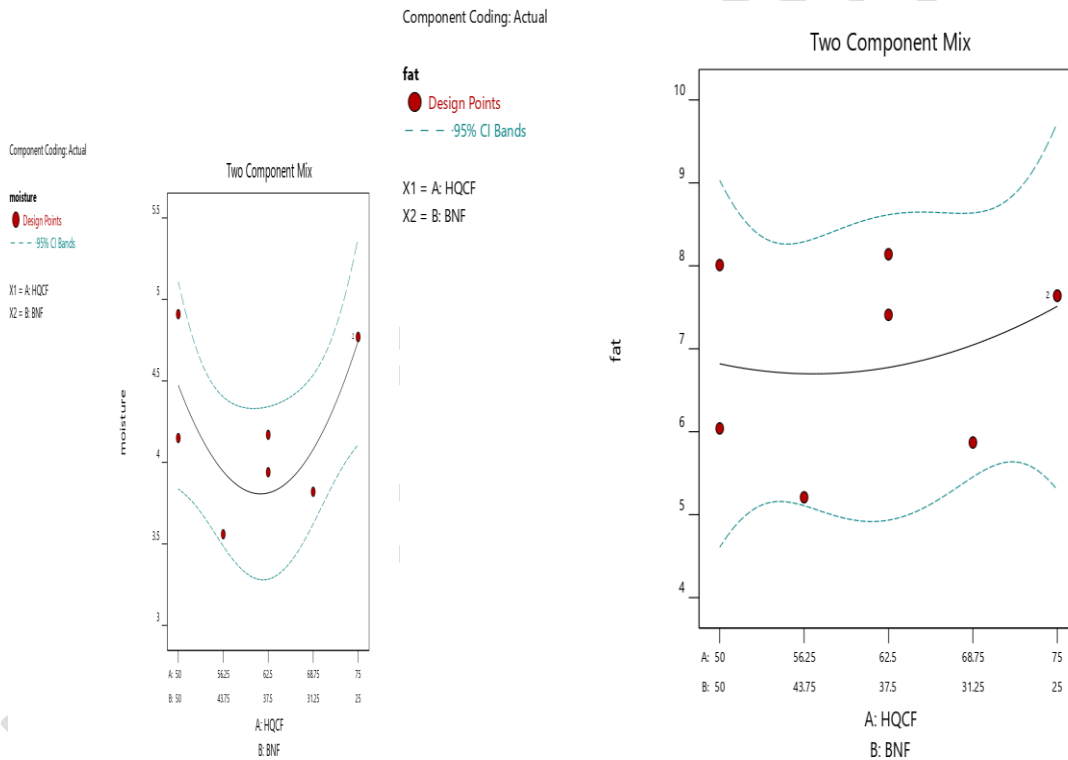 Component Coding: Actual
moisture
Design Points
95% CI Bands
X1 = A: HQCF
X2 = B: BNF
Two Component Mix
moisture
5.5
5
4.5
4
3.5
3
2
A: 50 56.25 62.5 68.75 75
B: 50 43.75 37.5 31.25 25
A: HQCF
B: BNF
Component Coding: Actual
fat
Design Points
95% CI Bands
X1 = A: HQCF
X2 = B: BNF
Two Component Mix
fat
10
9
8
7
6
5
4
2
A: 50 56.25 62.5 68.75 75
B: 50 43.75 37.5 31.25 25
A: HQCF
B: BNF